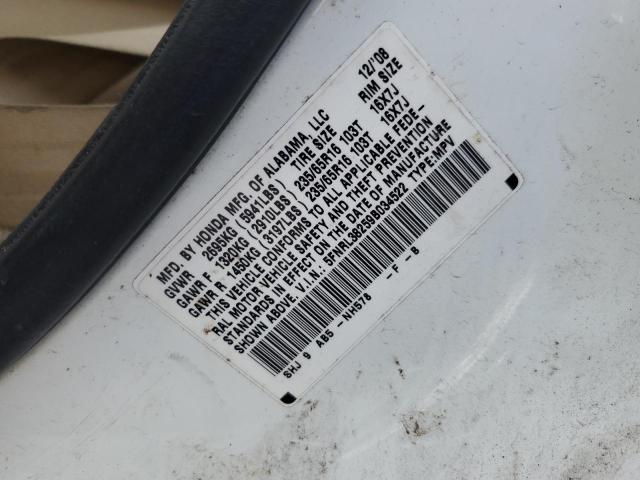 MFD. BY HONDA MFG. OF ALABAMA, LLC 12/'08
GVWR 2695KG (5941LBS) TIRE SIZE RIM SIZE
GAWR F 1320KG (2910LBS) 235/65R16 103T 16X7J
GAWR R 1450KG (3197LBS) 235/65R16 103T 16X7J
THIS VEHICLE CONFORMS TO ALL APPLICABLE FEDE-
RAL MOTOR VEHICLE SAFETY AND THEFT PREVENTION
STANDARDS IN EFFECT ON THE DATE OF MANUFACTURE
SHOWN ABOVE V.I.N. 5FNRL38259B034522 TYPE:MPV
SHJ 9 AB5 -NH578 -F -8